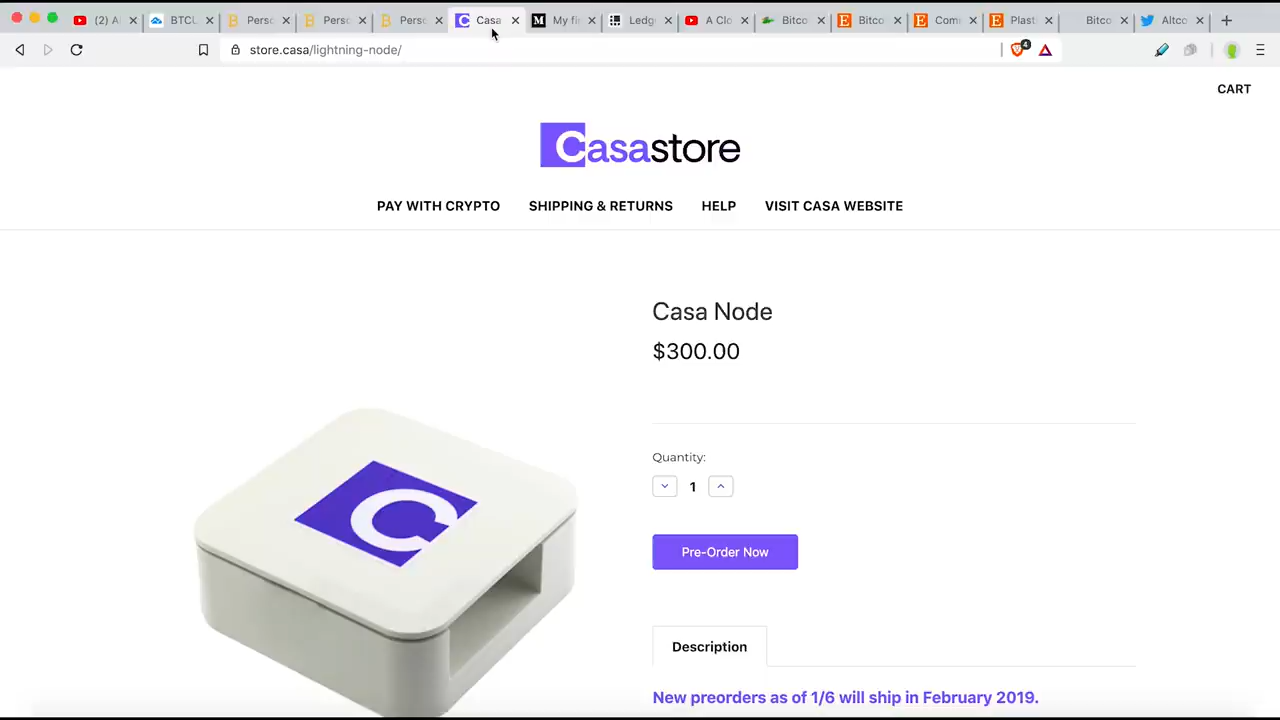 (2) A
BTCU
Perso
Perso
Perso
Casa
My fi
Ledg
A Clo
Bitco
Bitco
Com
Plasti
Bitco
Altco
store.casa/lightning-node/
4
CART
Casastore
PAY WITH CRYPTO SHIPPING & RETURNS HELP VISIT CASA WEBSITE
Casa Node
$300.00
Quantity:
1
C
Pre-Order Now
Description
New preorders as of 1/6 will ship in February 2019.